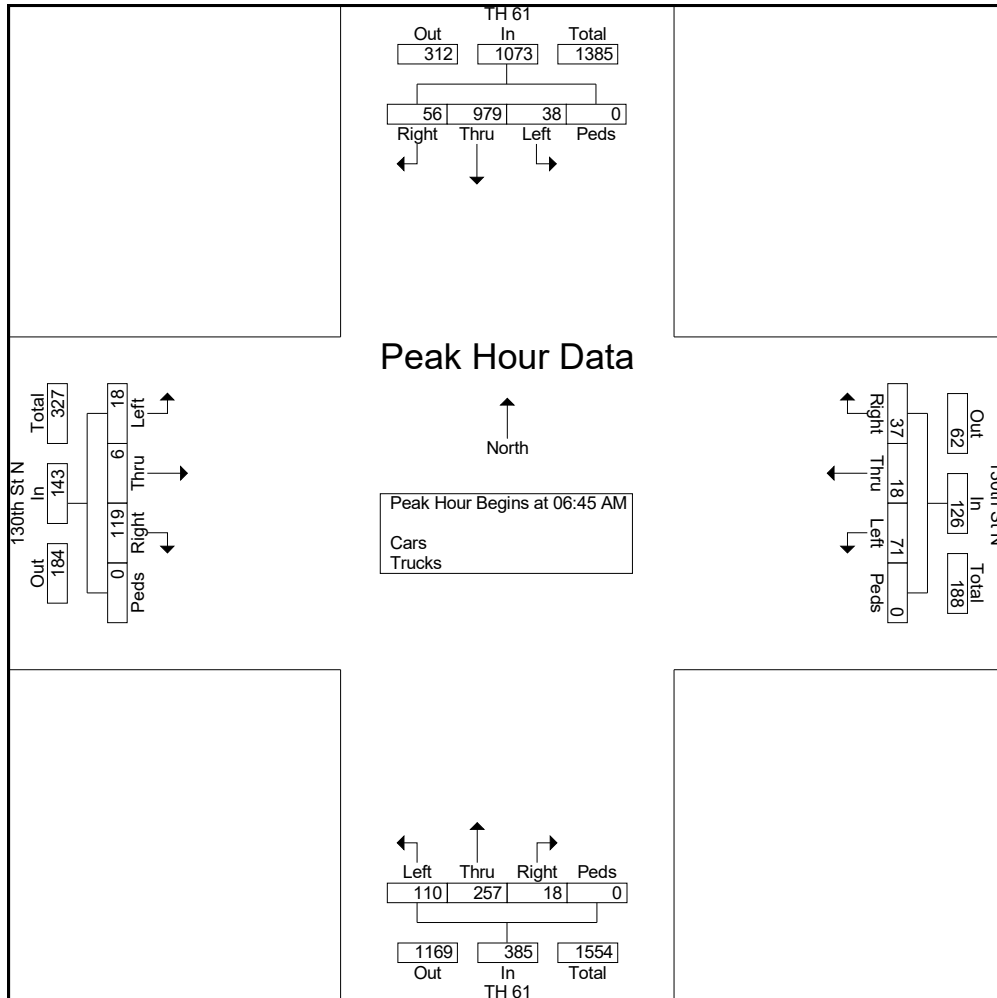 TH 61
Out In Total
312 1073 1385
56 979 38 0
Right Thru Left Peds
Peak Hour Data
North
Peak Hour Begins at 06:45 AM
Cars
Trucks
130th St N
Total In Out
327 143 184
18 6 119 0
Left Thru Right Peds
Right Thru Left Peds
37 18 71 0
Out In Total
62 126 188
130th St N
Left Thru Right Peds
110 257 18 0
1169 385 1554
Out In Total
TH 61